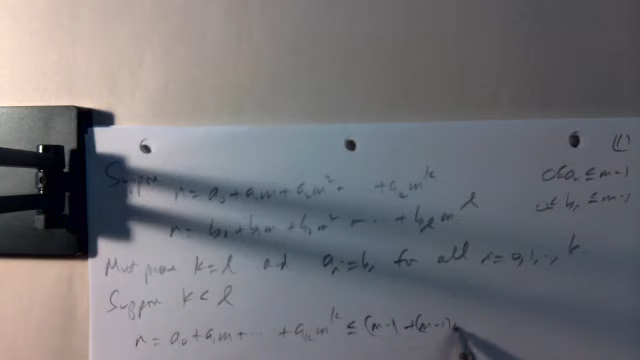 (1)
Suppose n = a₀ + a₁m + a₂m² + ... + aₖmᵏ 0 ≤ aᵢ ≤ m-1
n = b₀ + b₁m + b₂m² + ... + bₗmˡ 0 ≤ bᵢ ≤ m-1
Must prove k = l and aᵢ = bᵢ for all i = 0, 1, ..., k.
Suppose k < l
n = a₀ + a₁m + ... + aₖmᵏ ≤ (m-1) + (m-1)